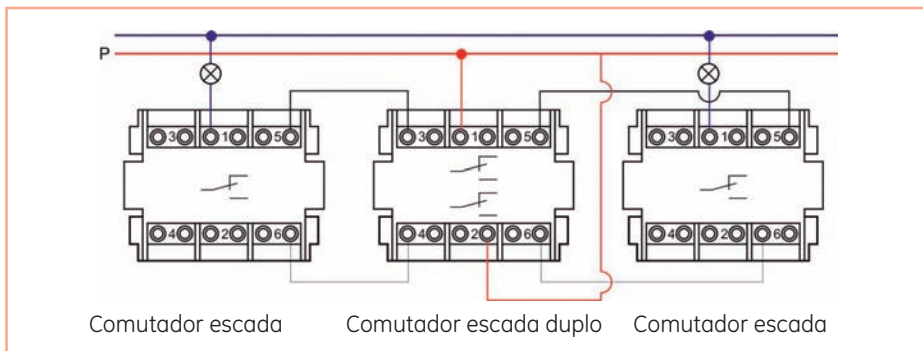 P
3 1 5 3 1 5 3 1 5
4 2 6 4 2 6 4 2 6
Comutador escada Comutador escada duplo Comutador escada